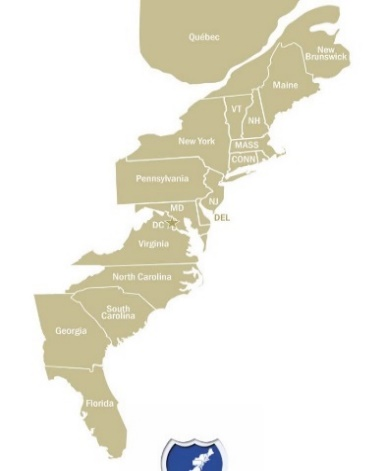 Québec
New
Brunswick
Maine
VT
NH
New York
MASS
CONN
Pennsylvania
NJ
MD
DEL
DC
Virginia
North Carolina
South
Carolina
Georgia
Florida